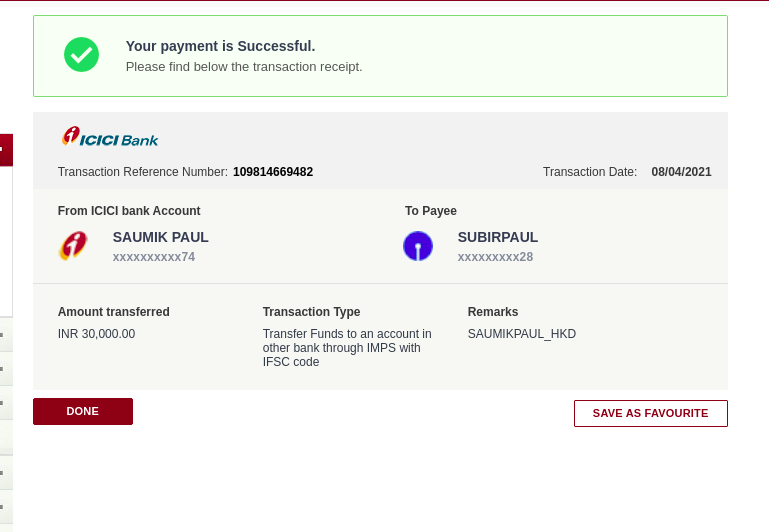 Your payment is Successful.
Please find below the transaction receipt.
ICICI Bank
Transaction Reference Number: 109814669482
Transaction Date: 08/04/2021
From ICICI bank Account
To Payee
SAUMIK PAUL
xxxxxxxxxx74
SUBIRPAUL
xxxxxxxxx28
Amount transferred
INR 30,000.00
Transaction Type
Transfer Funds to an account in
other bank through IMPS with
IFSC code
Remarks
SAUMIKPAUL_HKD
DONE
SAVE AS FAVOURITE